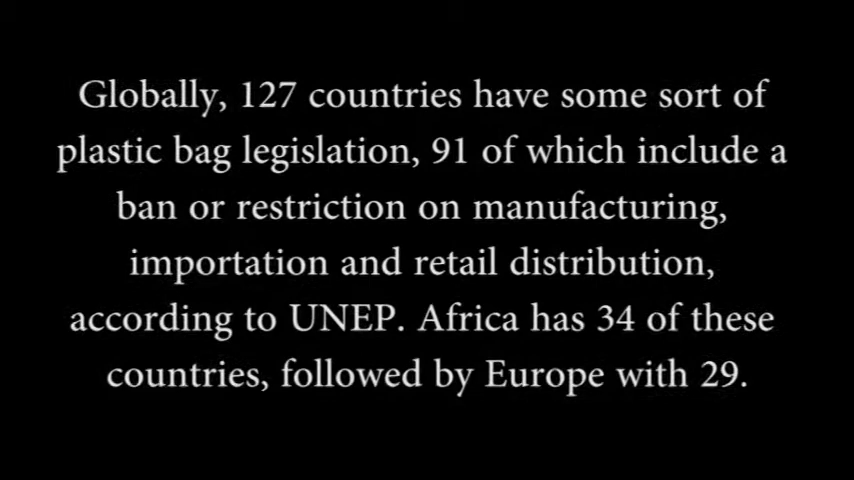 Globally, 127 countries have some sort of
plastic bag legislation, 91 of which include a
ban or restriction on manufacturing,
importation and retail distribution,
according to UNEP. Africa has 34 of these
countries, followed by Europe with 29.